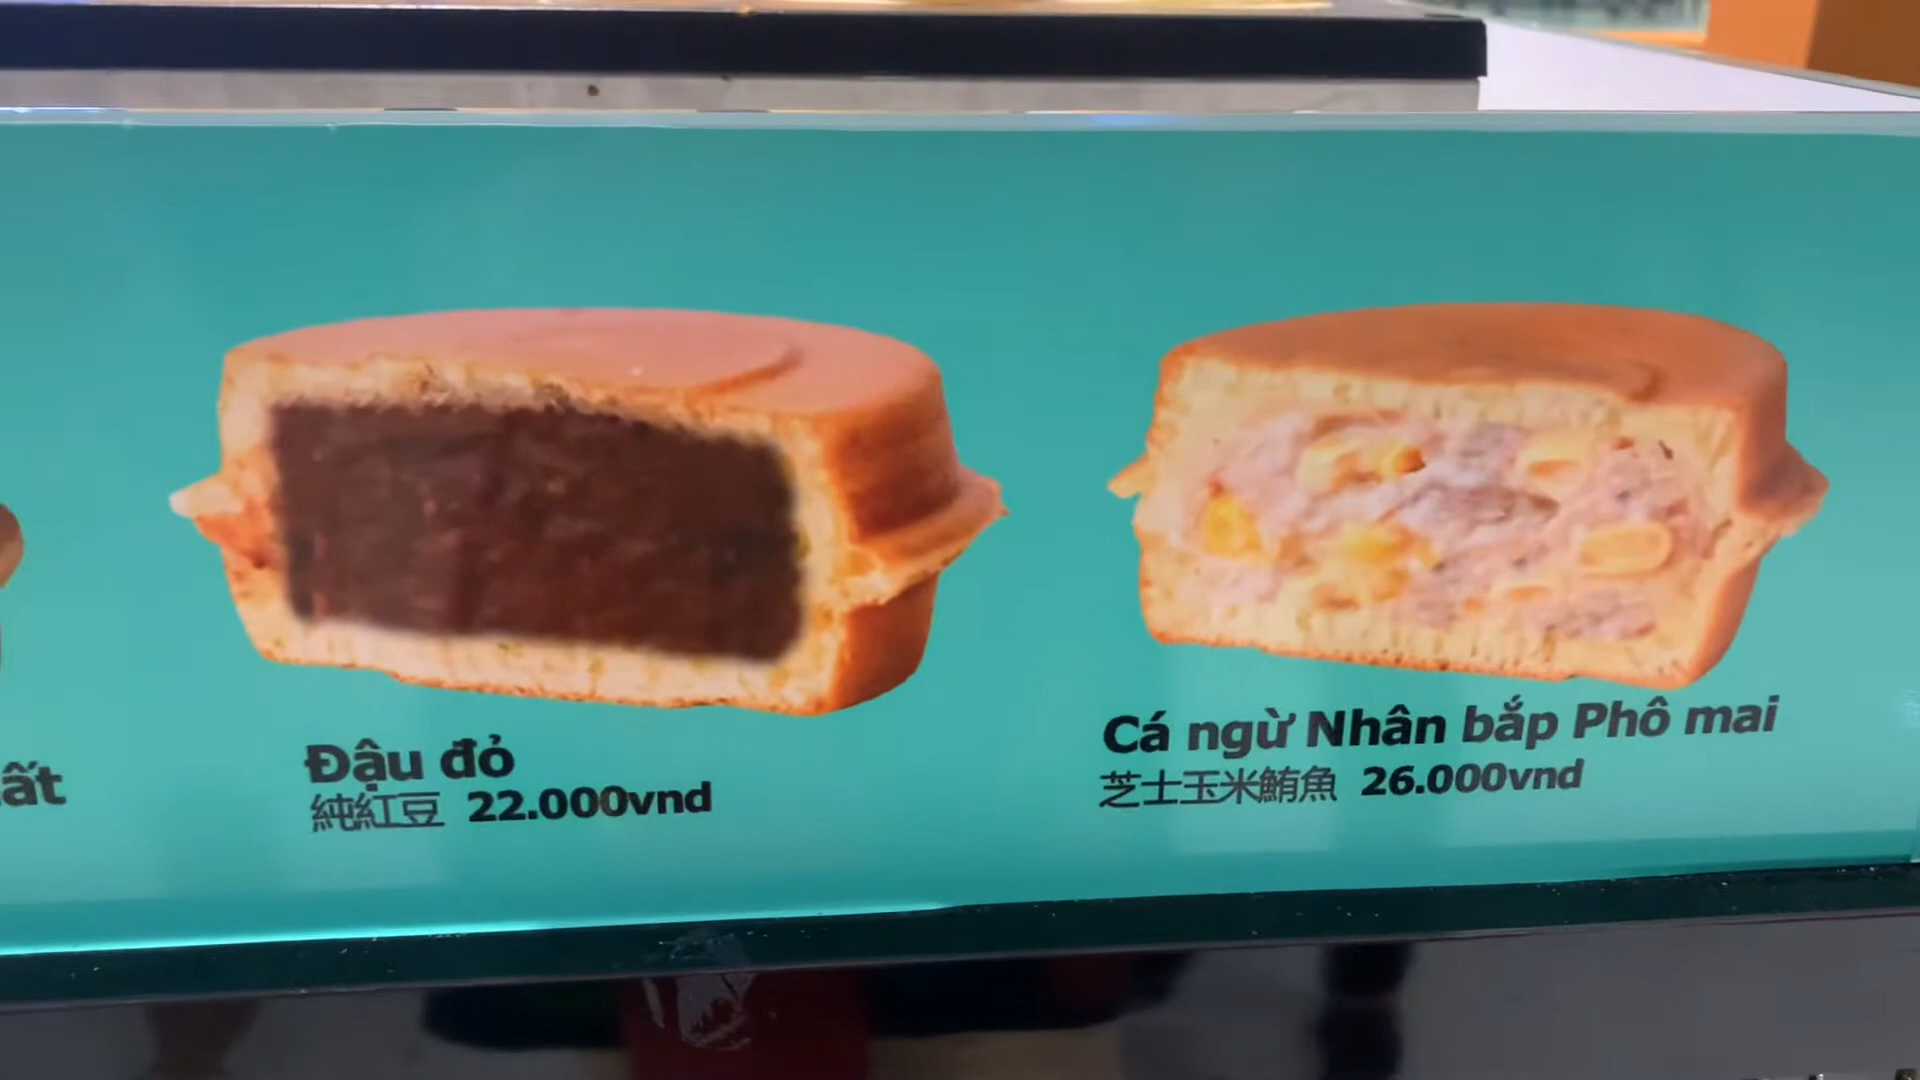 Đậu đỏ
純紅豆 22.000vnd
Cá ngừ Nhân bắp Phô mai
芝士玉米鮪魚 26.000vnd